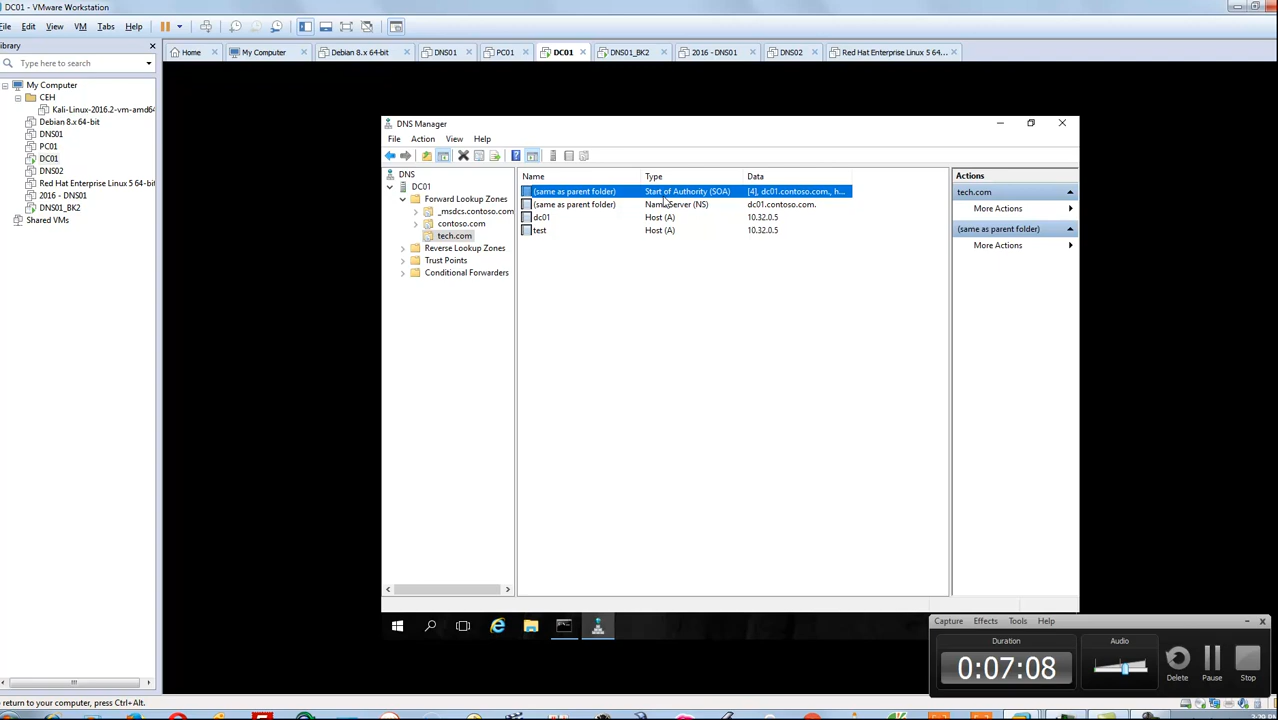 DC01 - VMware Workstation
File Edit View VM Tabs Help
Library
Type here to search
My Computer
CEH
Kali-Linux-2016.2-vm-amd64
Debian 8.x 64-bit
DNS01
PC01
DC01
DNS02
Red Hat Enterprise Linux 5 64-bit
2016 - DNS01
DNS01_BK2
Shared VMs
Home
My Computer
Debian 8.x 64-bit
DNS01
PC01
DC01
DNS01_BK2
2016 - DNS01
DNS02
Red Hat Enterprise Linux 5 64...
DNS Manager
File Action View Help
DNS
DC01
Forward Lookup Zones
_msdcs.contoso.com
contoso.com
tech.com
Reverse Lookup Zones
Trust Points
Conditional Forwarders
Name Type Data
(same as parent folder) Start of Authority (SOA) [4], dc01.contoso.com., h...
(same as parent folder) Name Server (NS) dc01.contoso.com.
dc01 Host (A) 10.32.0.5
test Host (A) 10.32.0.5
Actions
tech.com
More Actions
(same as parent folder)
More Actions
Capture Effects Tools Help
Duration
0:07:08
Audio
Delete
Pause
Stop
return to your computer, press Ctrl+Alt.